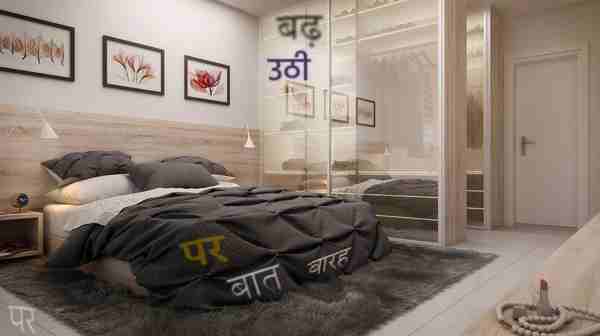 बढ़
उठी
पर
बात बारह
पर